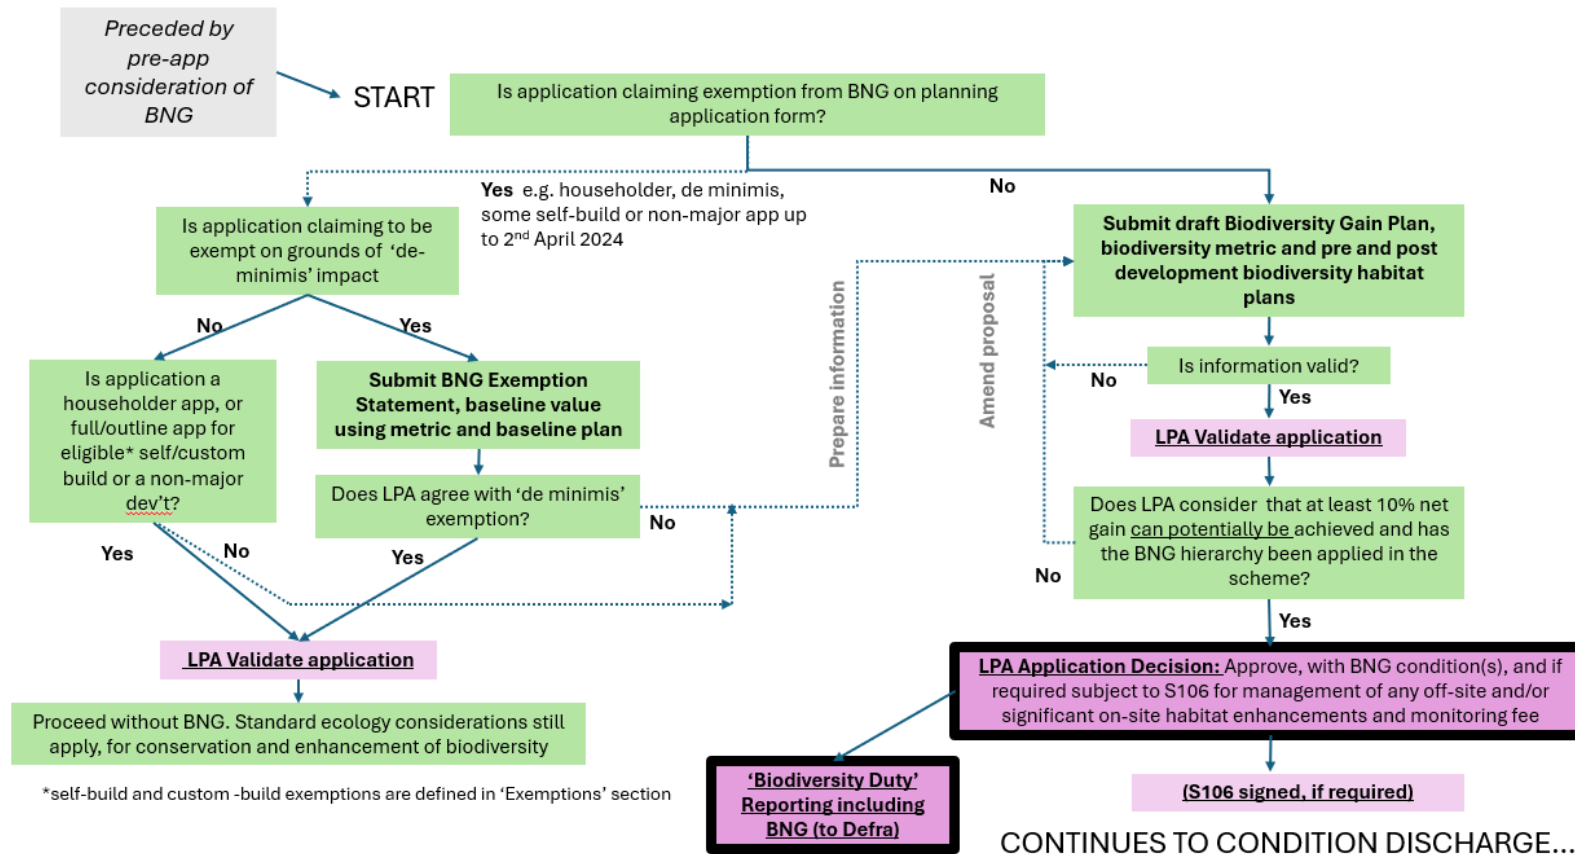 Preceded by
pre-app
consideration of
BNG
START
Is application claiming exemption from BNG on planning
application form?
Yes e.g. householder, de minimis,
some self-build or non-major app up
to 2nd April 2024
No
Is application claiming to be
exempt on grounds of ‘de-
minimis’ impact
No
Yes
Is application a
householder app, or
full/outline app for
eligible* self/custom
build or a non-major
dev’t?
Submit BNG Exemption
Statement, baseline value
using metric and baseline plan
Does LPA agree with ‘de minimis’
exemption?
No
Yes
No
Yes
LPA Validate application
Proceed without BNG. Standard ecology considerations still
apply, for conservation and enhancement of biodiversity
*self-build and custom -build exemptions are defined in ‘Exemptions’ section
Prepare information
Amend proposal
Submit draft Biodiversity Gain Plan,
biodiversity metric and pre and post
development biodiversity habitat
plans
Is information valid?
No
Yes
LPA Validate application
Does LPA consider that at least 10% net
gain can potentially be achieved and has
the BNG hierarchy been applied in the
scheme?
No
Yes
LPA Application Decision: Approve, with BNG condition(s), and if
required subject to S106 for management of any off-site and/or
significant on-site habitat enhancements and monitoring fee
‘Biodiversity Duty’
Reporting including
BNG (to Defra)
(S106 signed, if required)
CONTINUES TO CONDITION DISCHARGE...